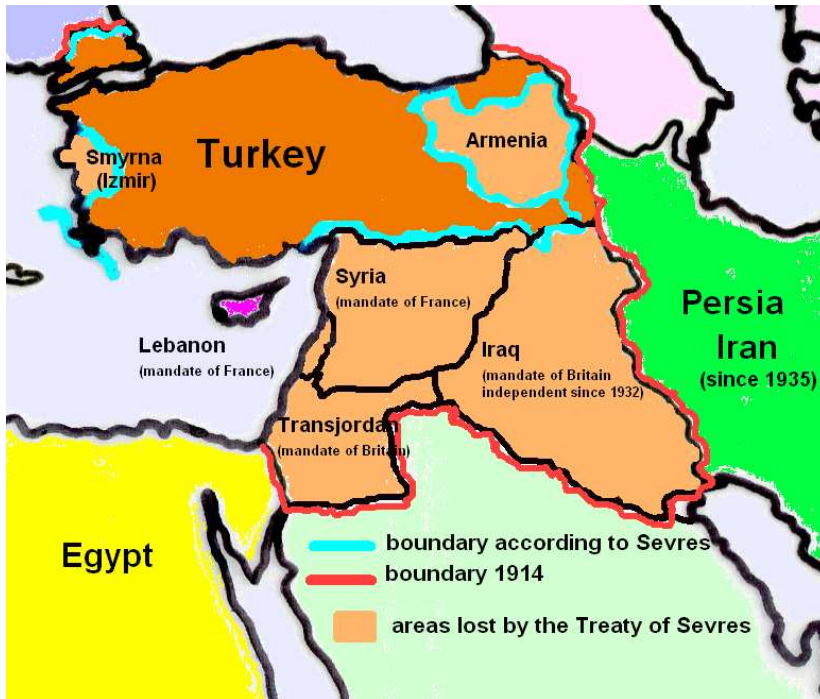 Armenia
Smyrna
(Izmir)
Turkey
Syria
(mandate of France)
Lebanon
(mandate of France)
Iraq
(mandate of Britain
independent since 1932)
Persia
Iran
(since 1935)
Transjordan
(mandate of Britain)
Egypt
boundary according to Sevres
boundary 1914
areas lost by the Treaty of Sevres